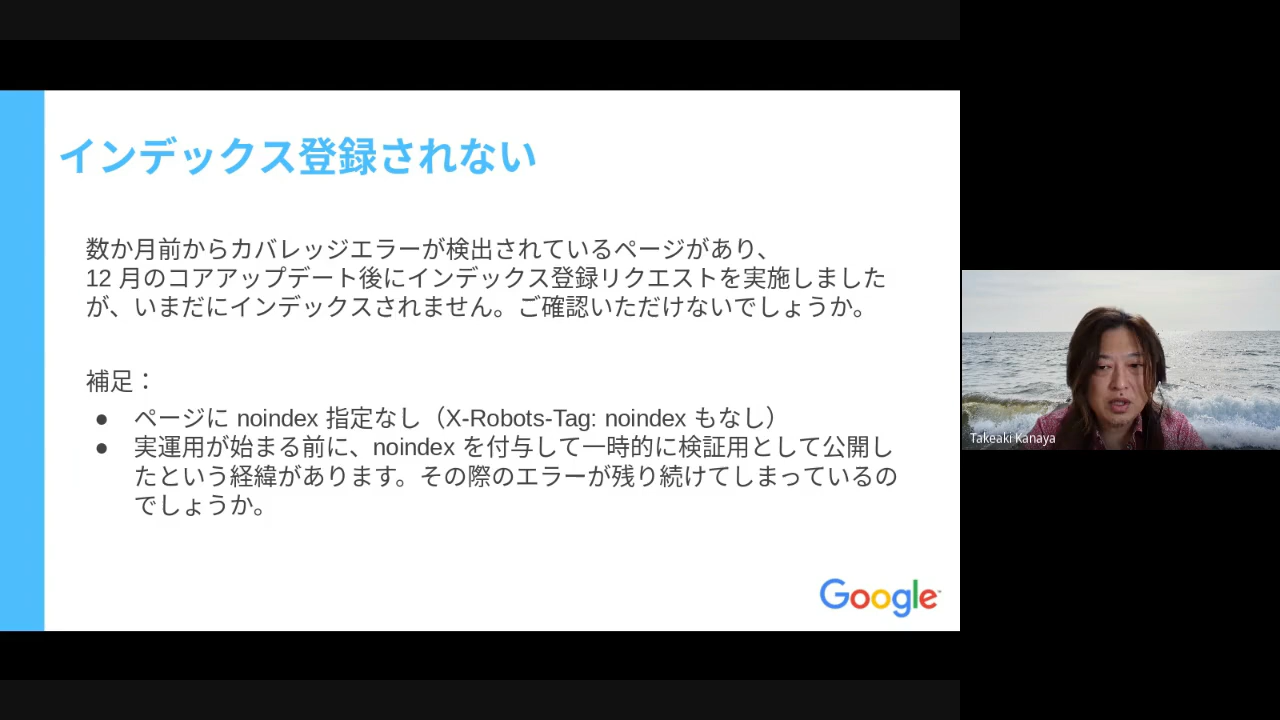 インデックス登録されない
数か月前からカバレッジエラーが検出されているページがあり、
12 月のコアアップデート後にインデックス登録リクエストを実施しました
が、いまだにインデックスされません。ご確認いただけないでしょうか。
補足：
● ページに noindex 指定なし（X-Robots-Tag: noindex もなし）
● 実運用が始まる前に、noindex を付与して一時的に検証用として公開し
たという経緯があります。その際のエラーが残り続けてしまっているの
でしょうか。
Google
Takeaki Kanaya